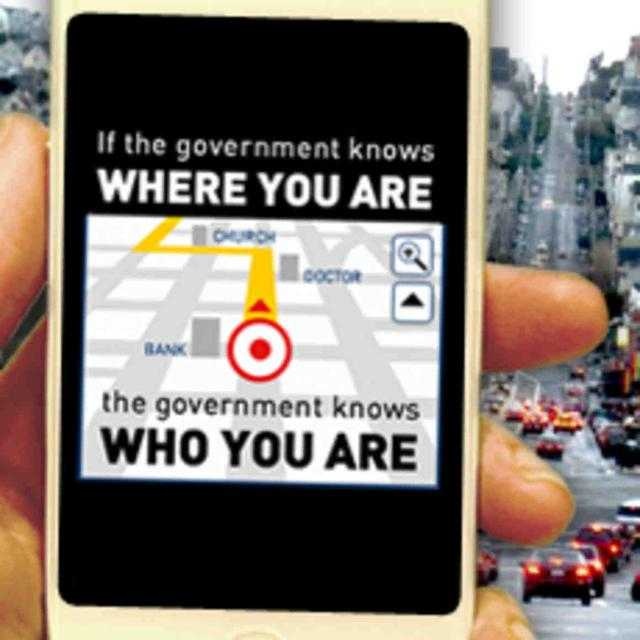 If the government knows
WHERE YOU ARE
CHURCH
DOCTOR
BANK
the government knows
WHO YOU ARE